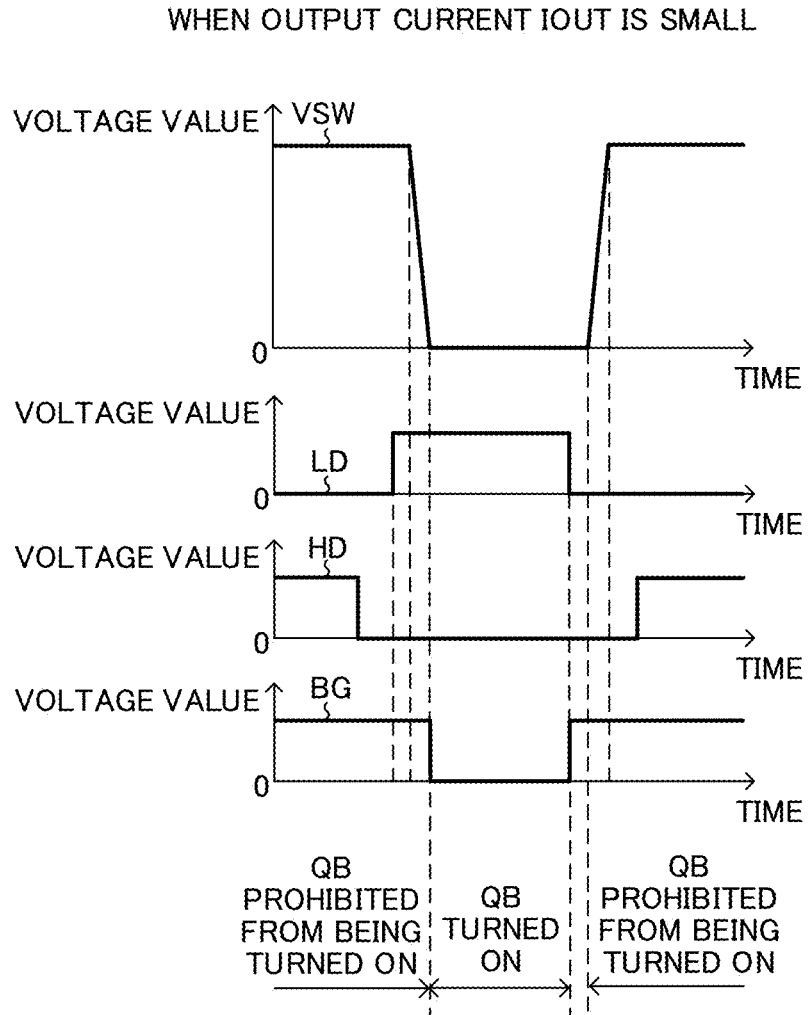 WHEN OUTPUT CURRENT IOUT IS SMALL
VOLTAGE VALUE
VSW
0
TIME
VOLTAGE VALUE
LD
0
TIME
VOLTAGE VALUE
HD
0
TIME
VOLTAGE VALUE
BG
0
TIME
QB
PROHIBITED
FROM BEING
TURNED ON
QB
TURNED
ON
QB
PROHIBITED
FROM BEING
TURNED ON